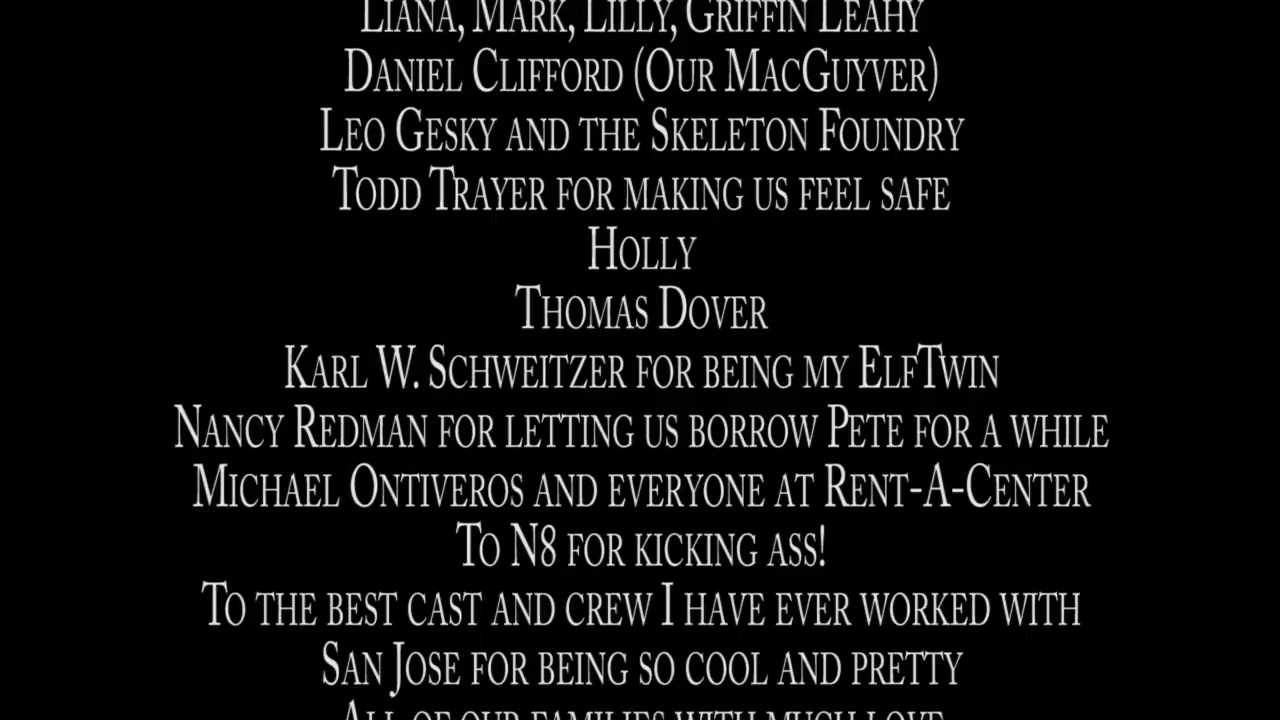 Liana, Mark, Lilly, Griffin Leahy
Daniel Clifford (Our MacGuyver)
Leo Gesky and the Skeleton Foundry
Todd Trayer for making us feel safe
Holly
Thomas Dover
Karl W. Schweitzer for being my ElfTwin
Nancy Redman for letting us borrow Pete for a while
Michael Ontiveros and everyone at Rent-A-Center
To N8 for kicking ass!
To the best cast and crew I have ever worked with
San Jose for being so cool and pretty
All of our families with much love